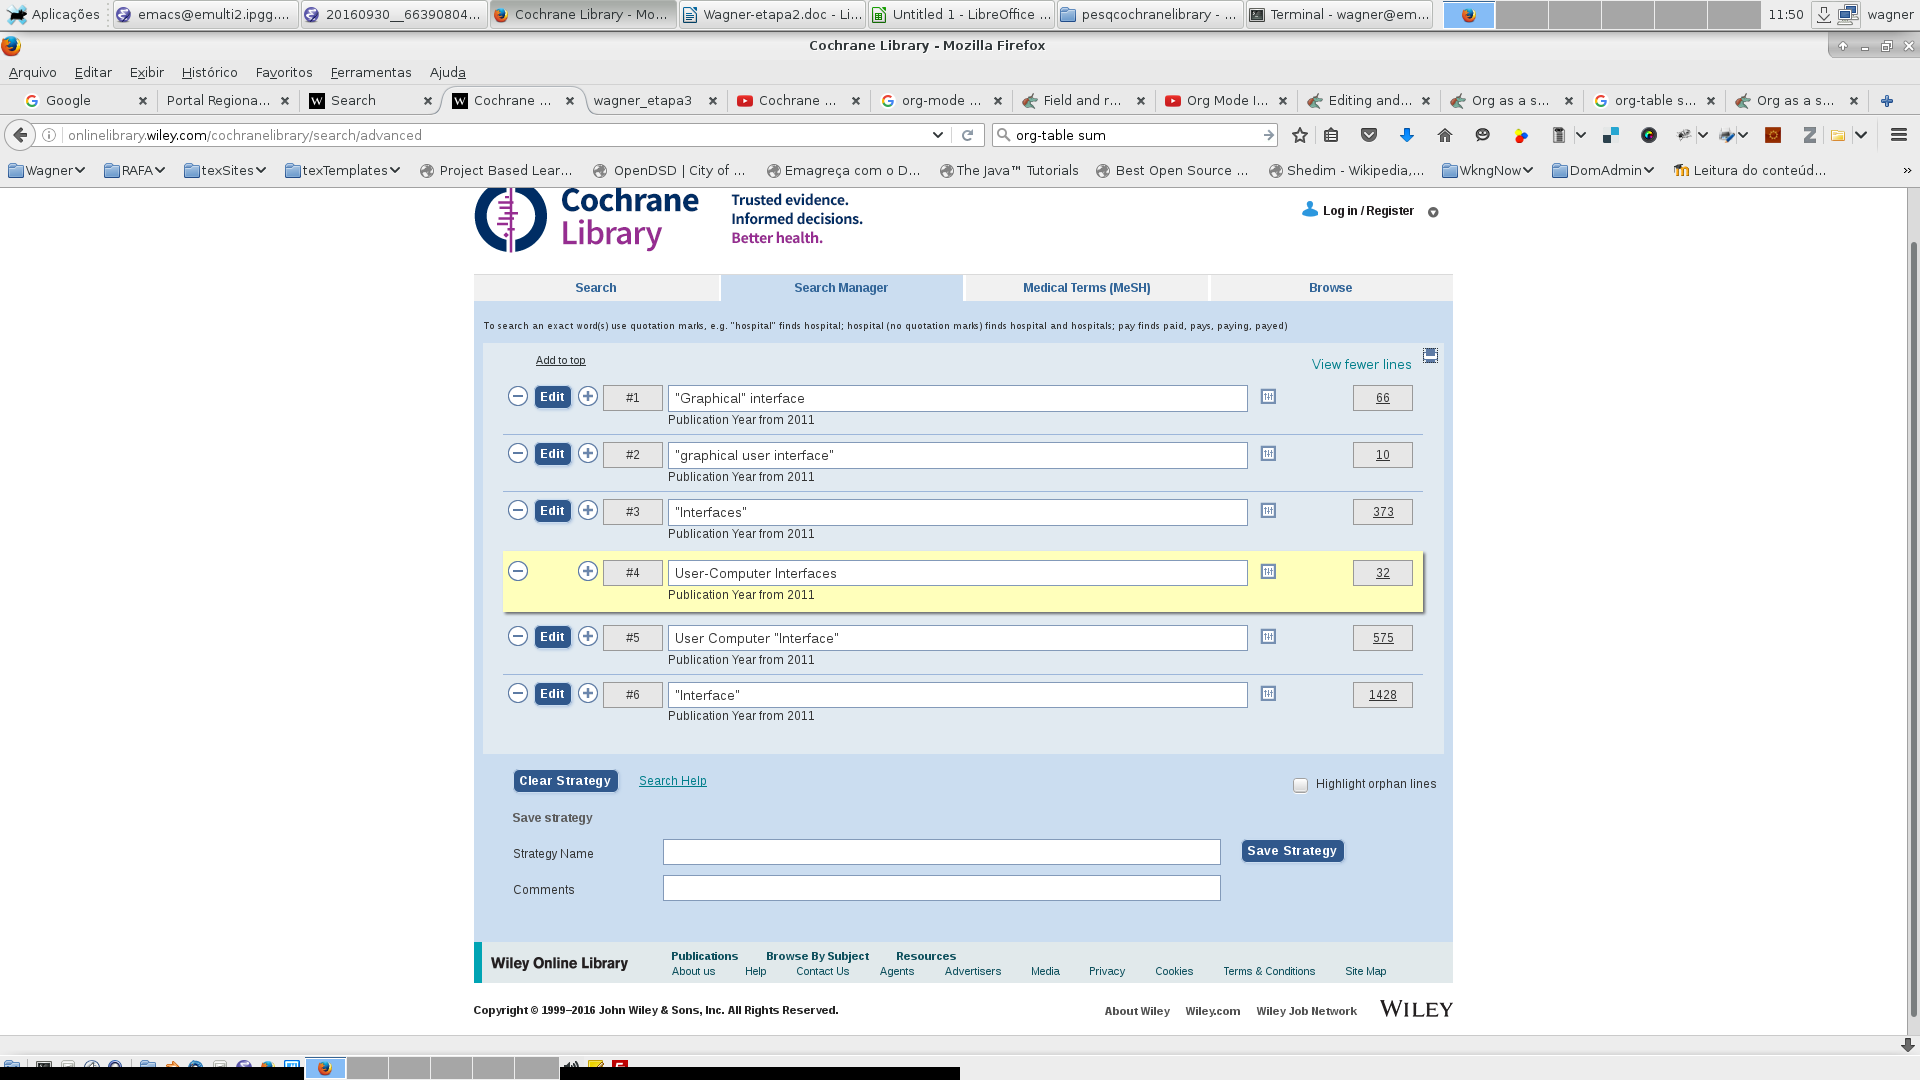 Aplicações emacs@emulti2.ipgg.... 20160930__66390804... Cochrane Library - Mo... Wagner-etapa2.doc - Li... Untitled 1 - LibreOffice ... pesqcochranelibrary - ... Terminal - wagner@em... 11:50 wagner
Cochrane Library - Mozilla Firefox
Arquivo Editar Exibir Histórico Favoritos Ferramentas Ajuda
Google Portal Regiona... Search Cochrane ... wagner_etapa3 Cochrane ... org-mode ... Field and r... Org Mode I... Editing and... Org as a s... org-table s... Org as a s...
onlinelibrary.wiley.com/cochranelibrary/search/advanced org-table sum
Wagner RAFA texSites texTemplates Project Based Lear... OpenDSD | City of ... Emagreça com o D... The Java™ Tutorials Best Open Source ... Shedim - Wikipedia,... WkngNow DomAdmin Leitura do conteúd... »
Cochrane Library
Trusted evidence.
Informed decisions.
Better health.
Log in / Register
Search Search Manager Medical Terms (MeSH) Browse
To search an exact word(s) use quotation marks, e.g. "hospital" finds hospital; hospital (no quotation marks) finds hospital and hospitals; pay finds paid, pays, paying, payed)
Add to top View fewer lines
Edit #1 "Graphical" interface 66
Publication Year from 2011
Edit #2 "graphical user interface" 10
Publication Year from 2011
Edit #3 "Interfaces" 373
Publication Year from 2011
#4 User-Computer Interfaces 32
Publication Year from 2011
Edit #5 User Computer "Interface" 575
Publication Year from 2011
Edit #6 "Interface" 1428
Publication Year from 2011
Clear Strategy Search Help Highlight orphan lines
Save strategy
Strategy Name Save Strategy
Comments
Wiley Online Library
Publications Browse By Subject Resources
About us Help Contact Us Agents Advertisers Media Privacy Cookies Terms & Conditions Site Map
Copyright © 1999–2016 John Wiley & Sons, Inc. All Rights Reserved. About Wiley Wiley.com Wiley Job Network WILEY